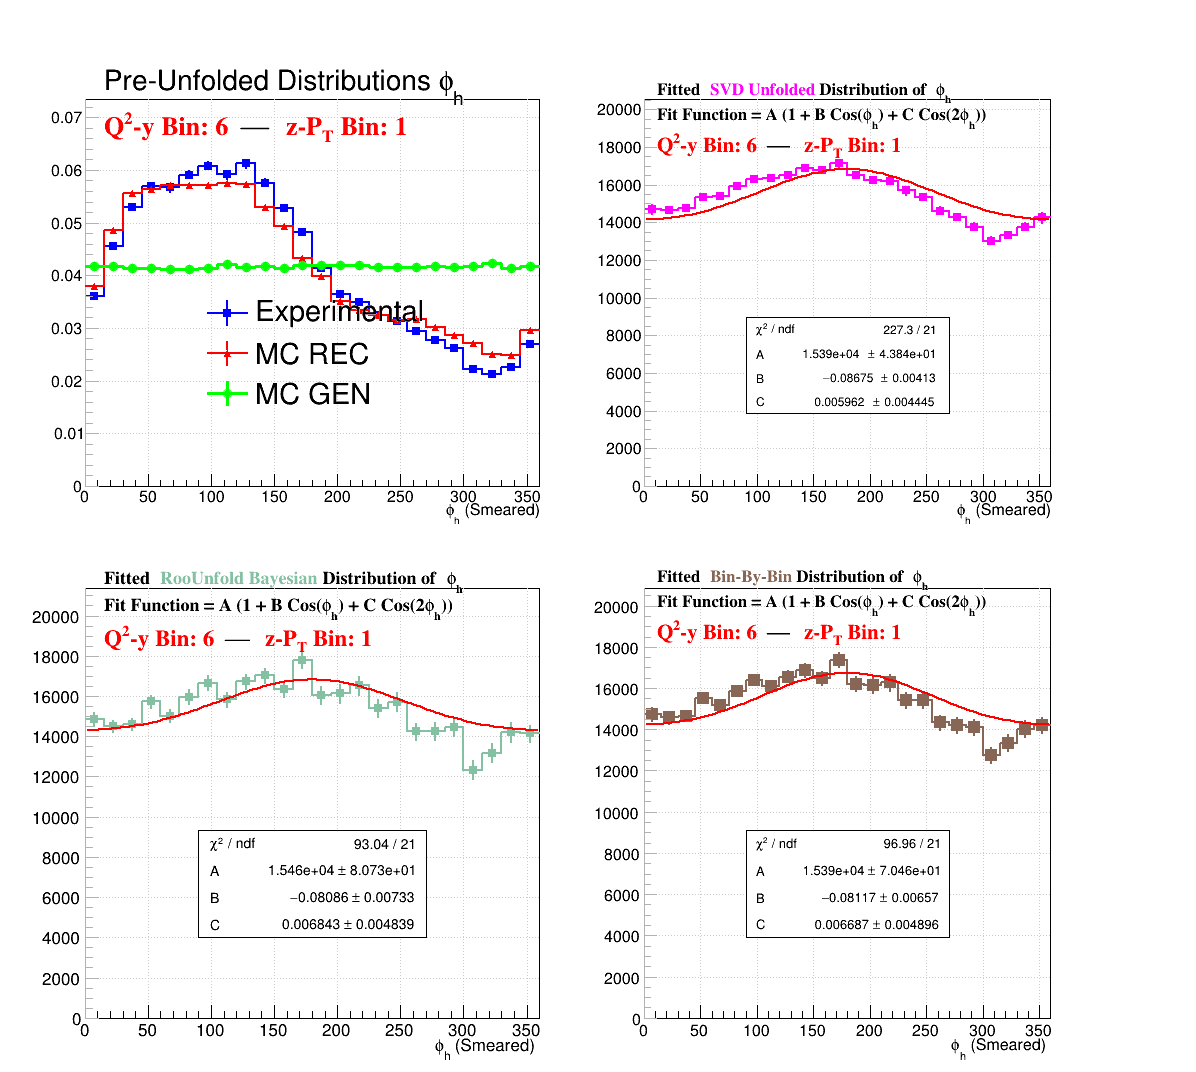 Pre-Unfolded Distributions ϕh
Q²-y Bin: 6 — z-PT Bin: 1
0.07
0.06
0.05
0.04
0.03
0.02
0.01
0
Experimental
MC REC
MC GEN
0 50 100 150 200 250 300 350
ϕh (Smeared)
Fitted SVD Unfolded Distribution of ϕh
Fit Function = A (1 + B Cos(ϕh) + C Cos(2ϕh))
Q²-y Bin: 6 — z-PT Bin: 1
20000
18000
16000
14000
12000
10000
8000
6000
4000
2000
0
χ² / ndf 227.3 / 21
A 1.539e+04 ± 4.384e+01
B −0.08675 ± 0.00413
C 0.005962 ± 0.004445
0 50 100 150 200 250 300 350
ϕh (Smeared)
Fitted RooUnfold Bayesian Distribution of ϕh
Fit Function = A (1 + B Cos(ϕh) + C Cos(2ϕh))
Q²-y Bin: 6 — z-PT Bin: 1
20000
18000
16000
14000
12000
10000
8000
6000
4000
2000
0
χ² / ndf 93.04 / 21
A 1.546e+04 ± 8.073e+01
B −0.08086 ± 0.00733
C 0.006843 ± 0.004839
0 50 100 150 200 250 300 350
ϕh (Smeared)
Fitted Bin-By-Bin Distribution of ϕh
Fit Function = A (1 + B Cos(ϕh) + C Cos(2ϕh))
Q²-y Bin: 6 — z-PT Bin: 1
20000
18000
16000
14000
12000
10000
8000
6000
4000
2000
0
χ² / ndf 96.96 / 21
A 1.539e+04 ± 7.046e+01
B −0.08117 ± 0.00657
C 0.006687 ± 0.004896
0 50 100 150 200 250 300 350
ϕh (Smeared)